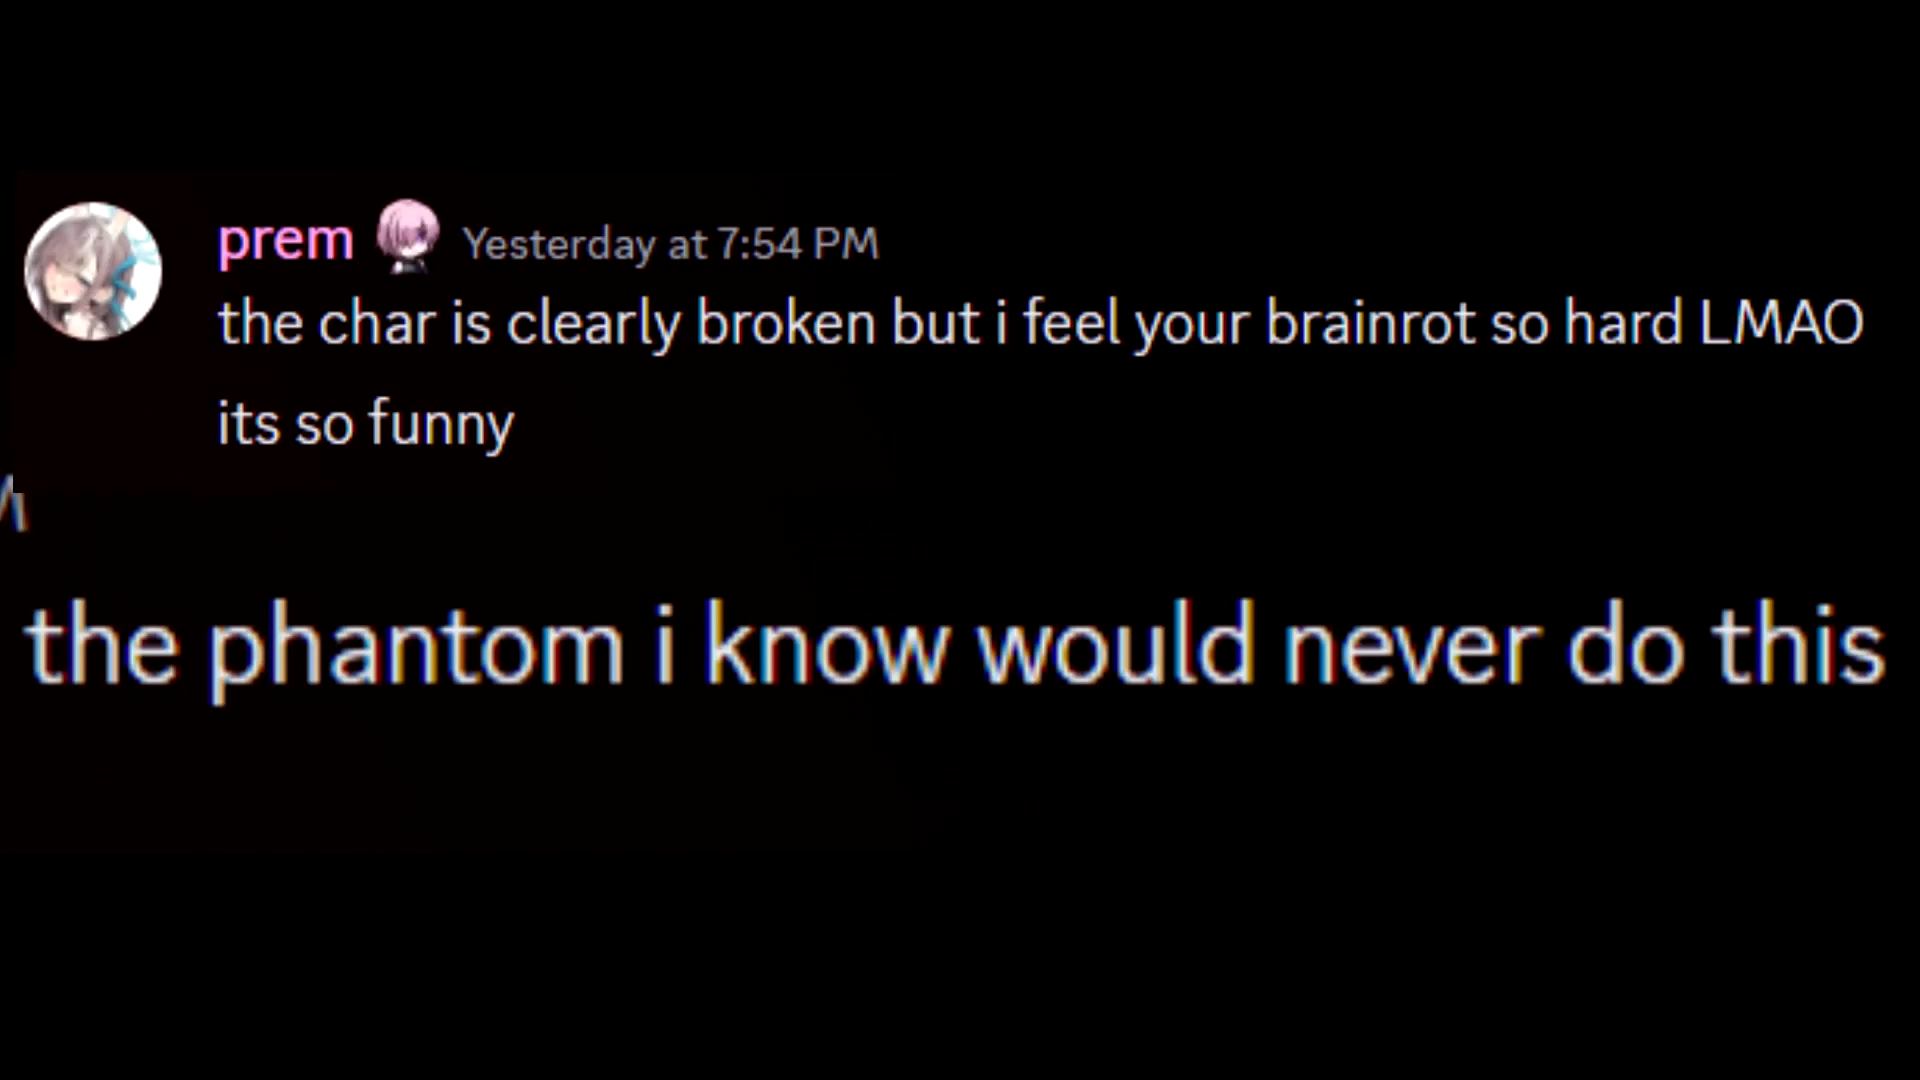 prem Yesterday at 7:54 PM
the char is clearly broken but i feel your brainrot so hard LMAO
its so funny
the phantom i know would never do this